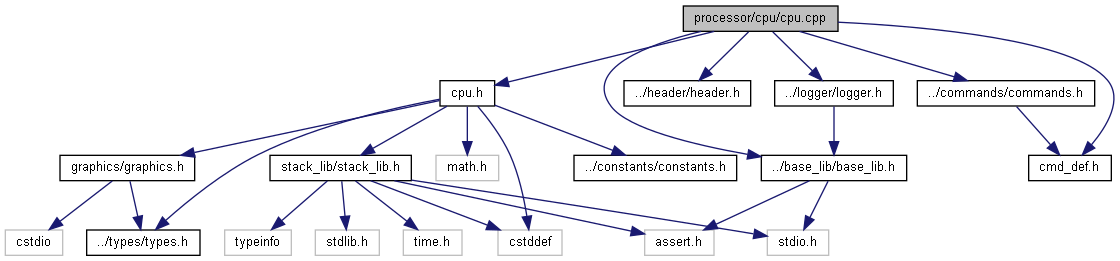 processor/cpu/cpu.cpp
cpu.h
../header/header.h
../logger/logger.h
../commands/commands.h
graphics/graphics.h
stack_lib/stack_lib.h
math.h
../constants/constants.h
../base_lib/base_lib.h
cmd_def.h
cstdio
../types/types.h
typeinfo
stdlib.h
time.h
cstddef
assert.h
stdio.h